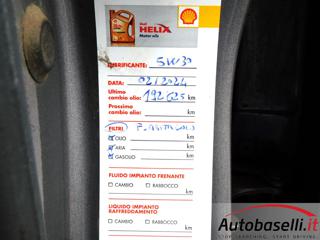 Shell
HELIX
Motor oils
LUBRIFICANTE: 5W30
DATA: 02/2024
Ultimo
cambio olio: 192625 km
Prossimo
cambio olio: km
FILTRI
OLIO km
ARIA km
GASOLIO km
FLUIDO IMPIANTO FRENANTE
CAMBIO RABBOCCO
km
LIQUIDO IMPIANTO
RAFFREDDAMENTO
CAMBIO RABBOCCO
km
Autobaselli.it